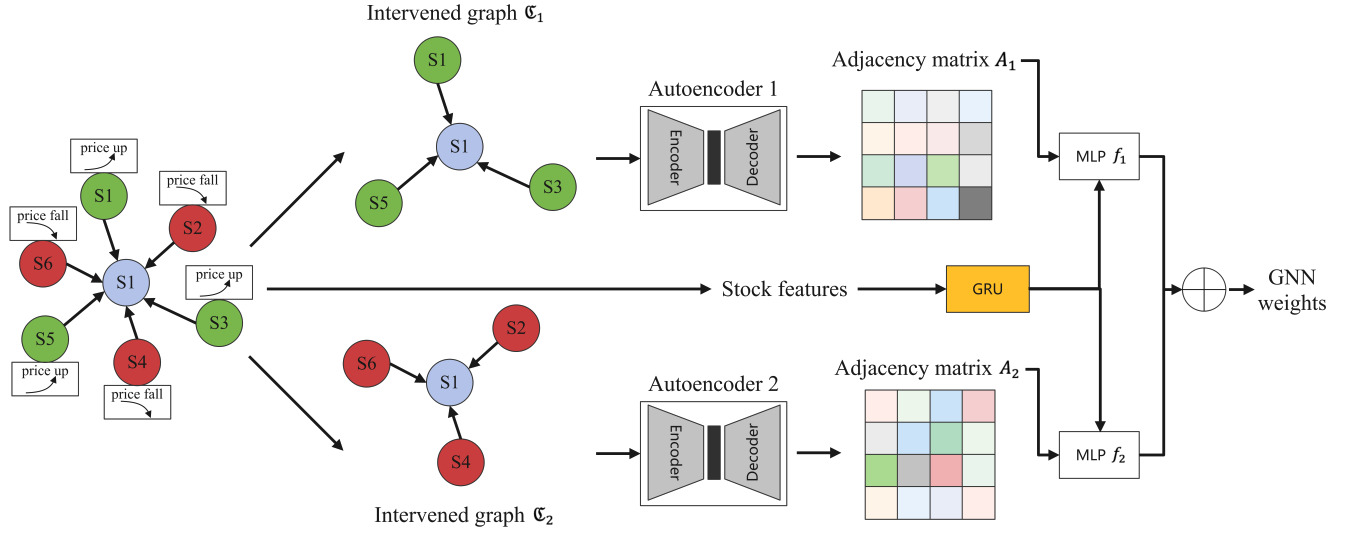 Intervened graph ℭ₁
S1
S1
S5
S3
price up
S1
price fall
S2
price fall
S6
S1
price up
S3
S5
price up
S4
price fall
Autoencoder 1
Encoder
Decoder
Adjacency matrix A₁
MLP f₁
Stock features
GRU
GNN
weights
S2
S6
S1
S4
Intervened graph ℭ₂
Autoencoder 2
Encoder
Decoder
Adjacency matrix A₂
MLP f₂